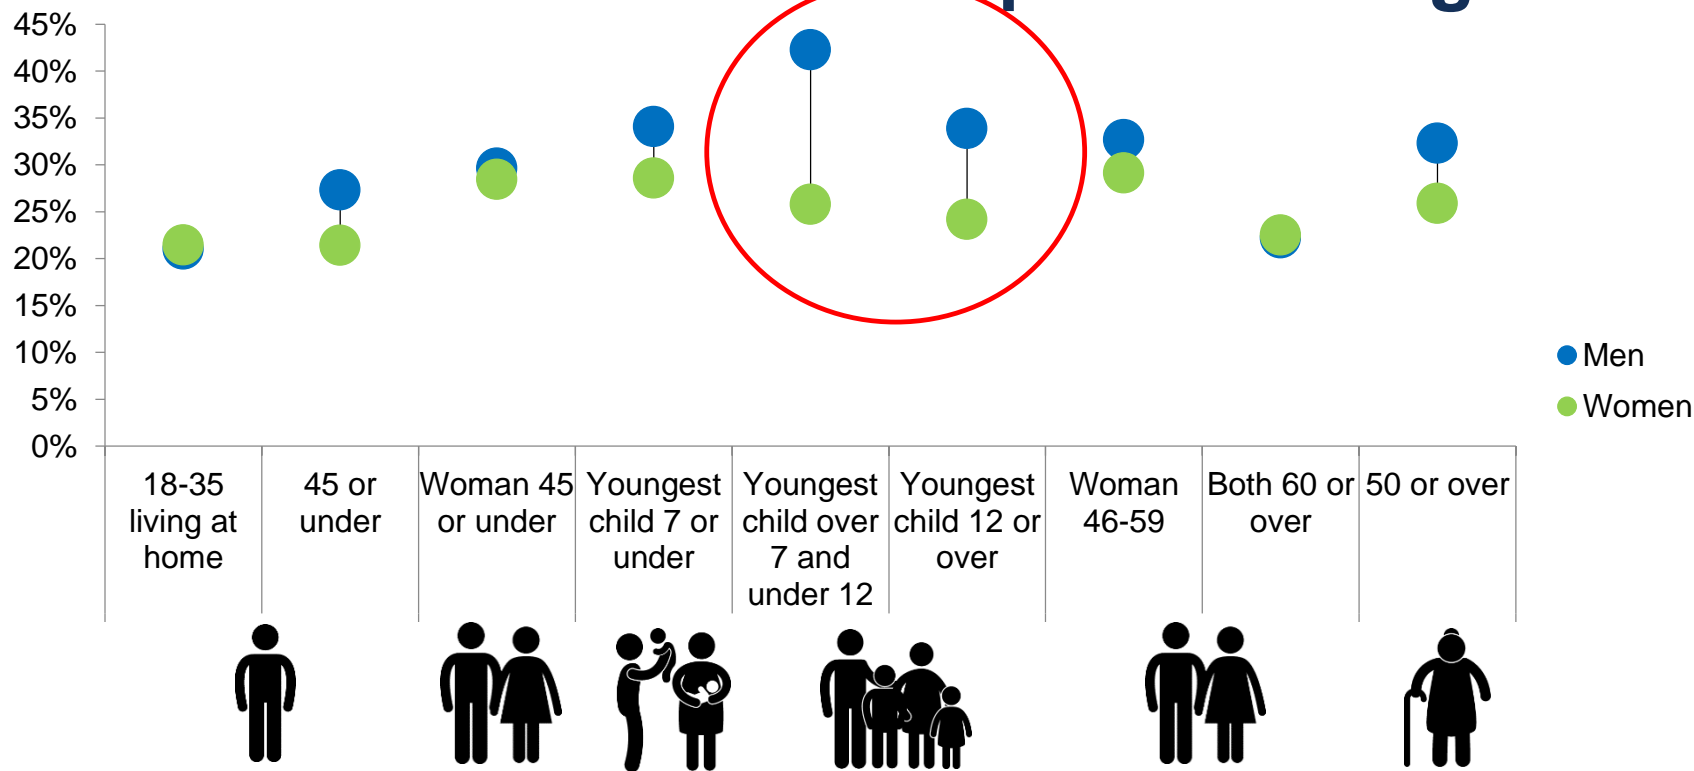 45%
40%
35%
30%
25%
20%
15%
10%
5%
0%
Men
Women
18-35
living at
home
45 or
under
Woman 45
or under
Youngest
child 7 or
under
Youngest
child over
7 and
under 12
Youngest
child 12 or
over
Woman
46-59
Both 60 or
over
50 or over